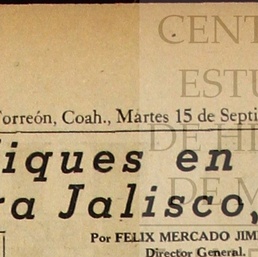 CENT
ESTU
Torreón, Coah., Martes 15 de Septi
DE HI
iques en
DE M
ra Jalisco,
Por FELIX MERCADO JIM
Director General.